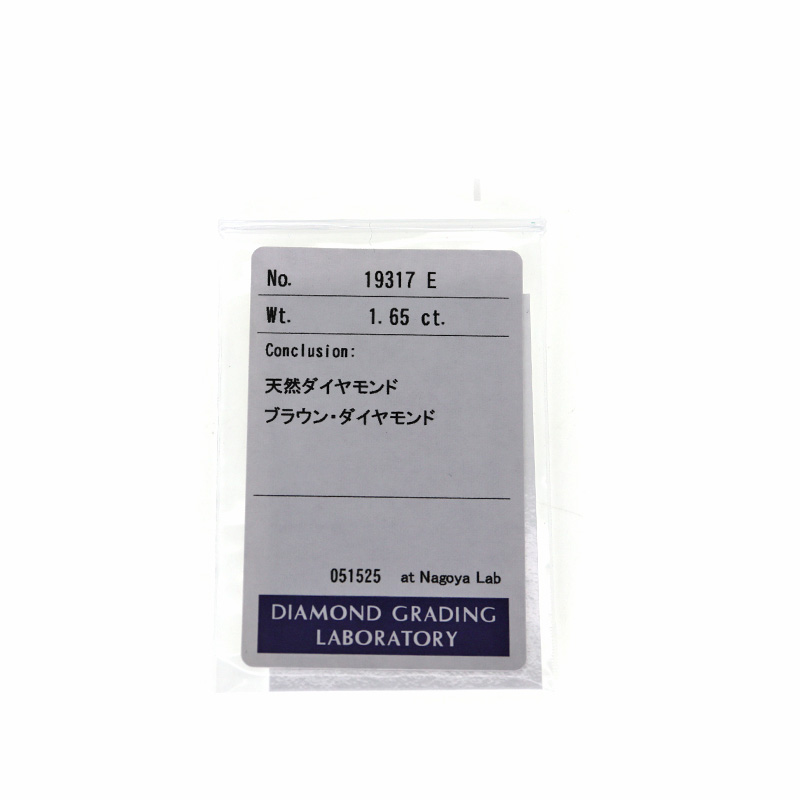 No. 19317 E
Wt. 1.65 ct.
Conclusion:
天然ダイヤモンド
ブラウン・ダイヤモンド
051525 at Nagoya Lab
DIAMOND GRADING
LABORATORY